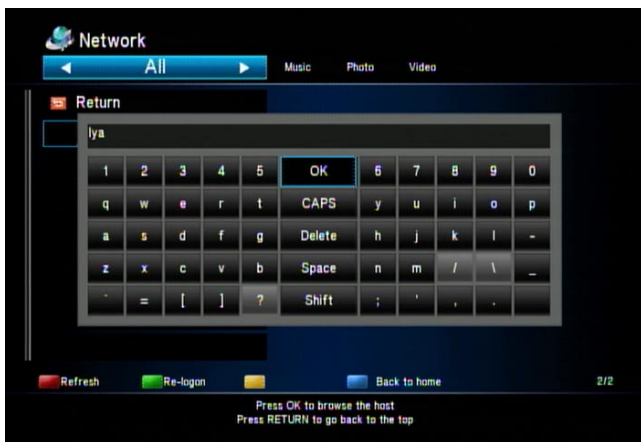 Network
All
Music Photo Video
Return
lya
1 2 3 4 5 OK 6 7 8 9 0
q w e r t CAPS y u i o p
a s d f g Delete h j k l -
z x c v b Space n m / \ _
` = [ ] ? Shift ; ' , .
Refresh Re-logon Back to home 2/2
Press OK to browse the host
Press RETURN to go back to the top